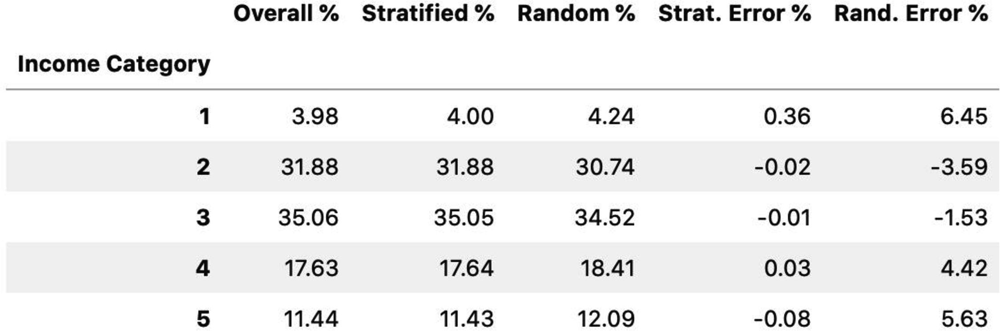 Overall % Stratified % Random % Strat. Error % Rand. Error %
Income Category
1 3.98 4.00 4.24 0.36 6.45
2 31.88 31.88 30.74 -0.02 -3.59
3 35.06 35.05 34.52 -0.01 -1.53
4 17.63 17.64 18.41 0.03 4.42
5 11.44 11.43 12.09 -0.08 5.63